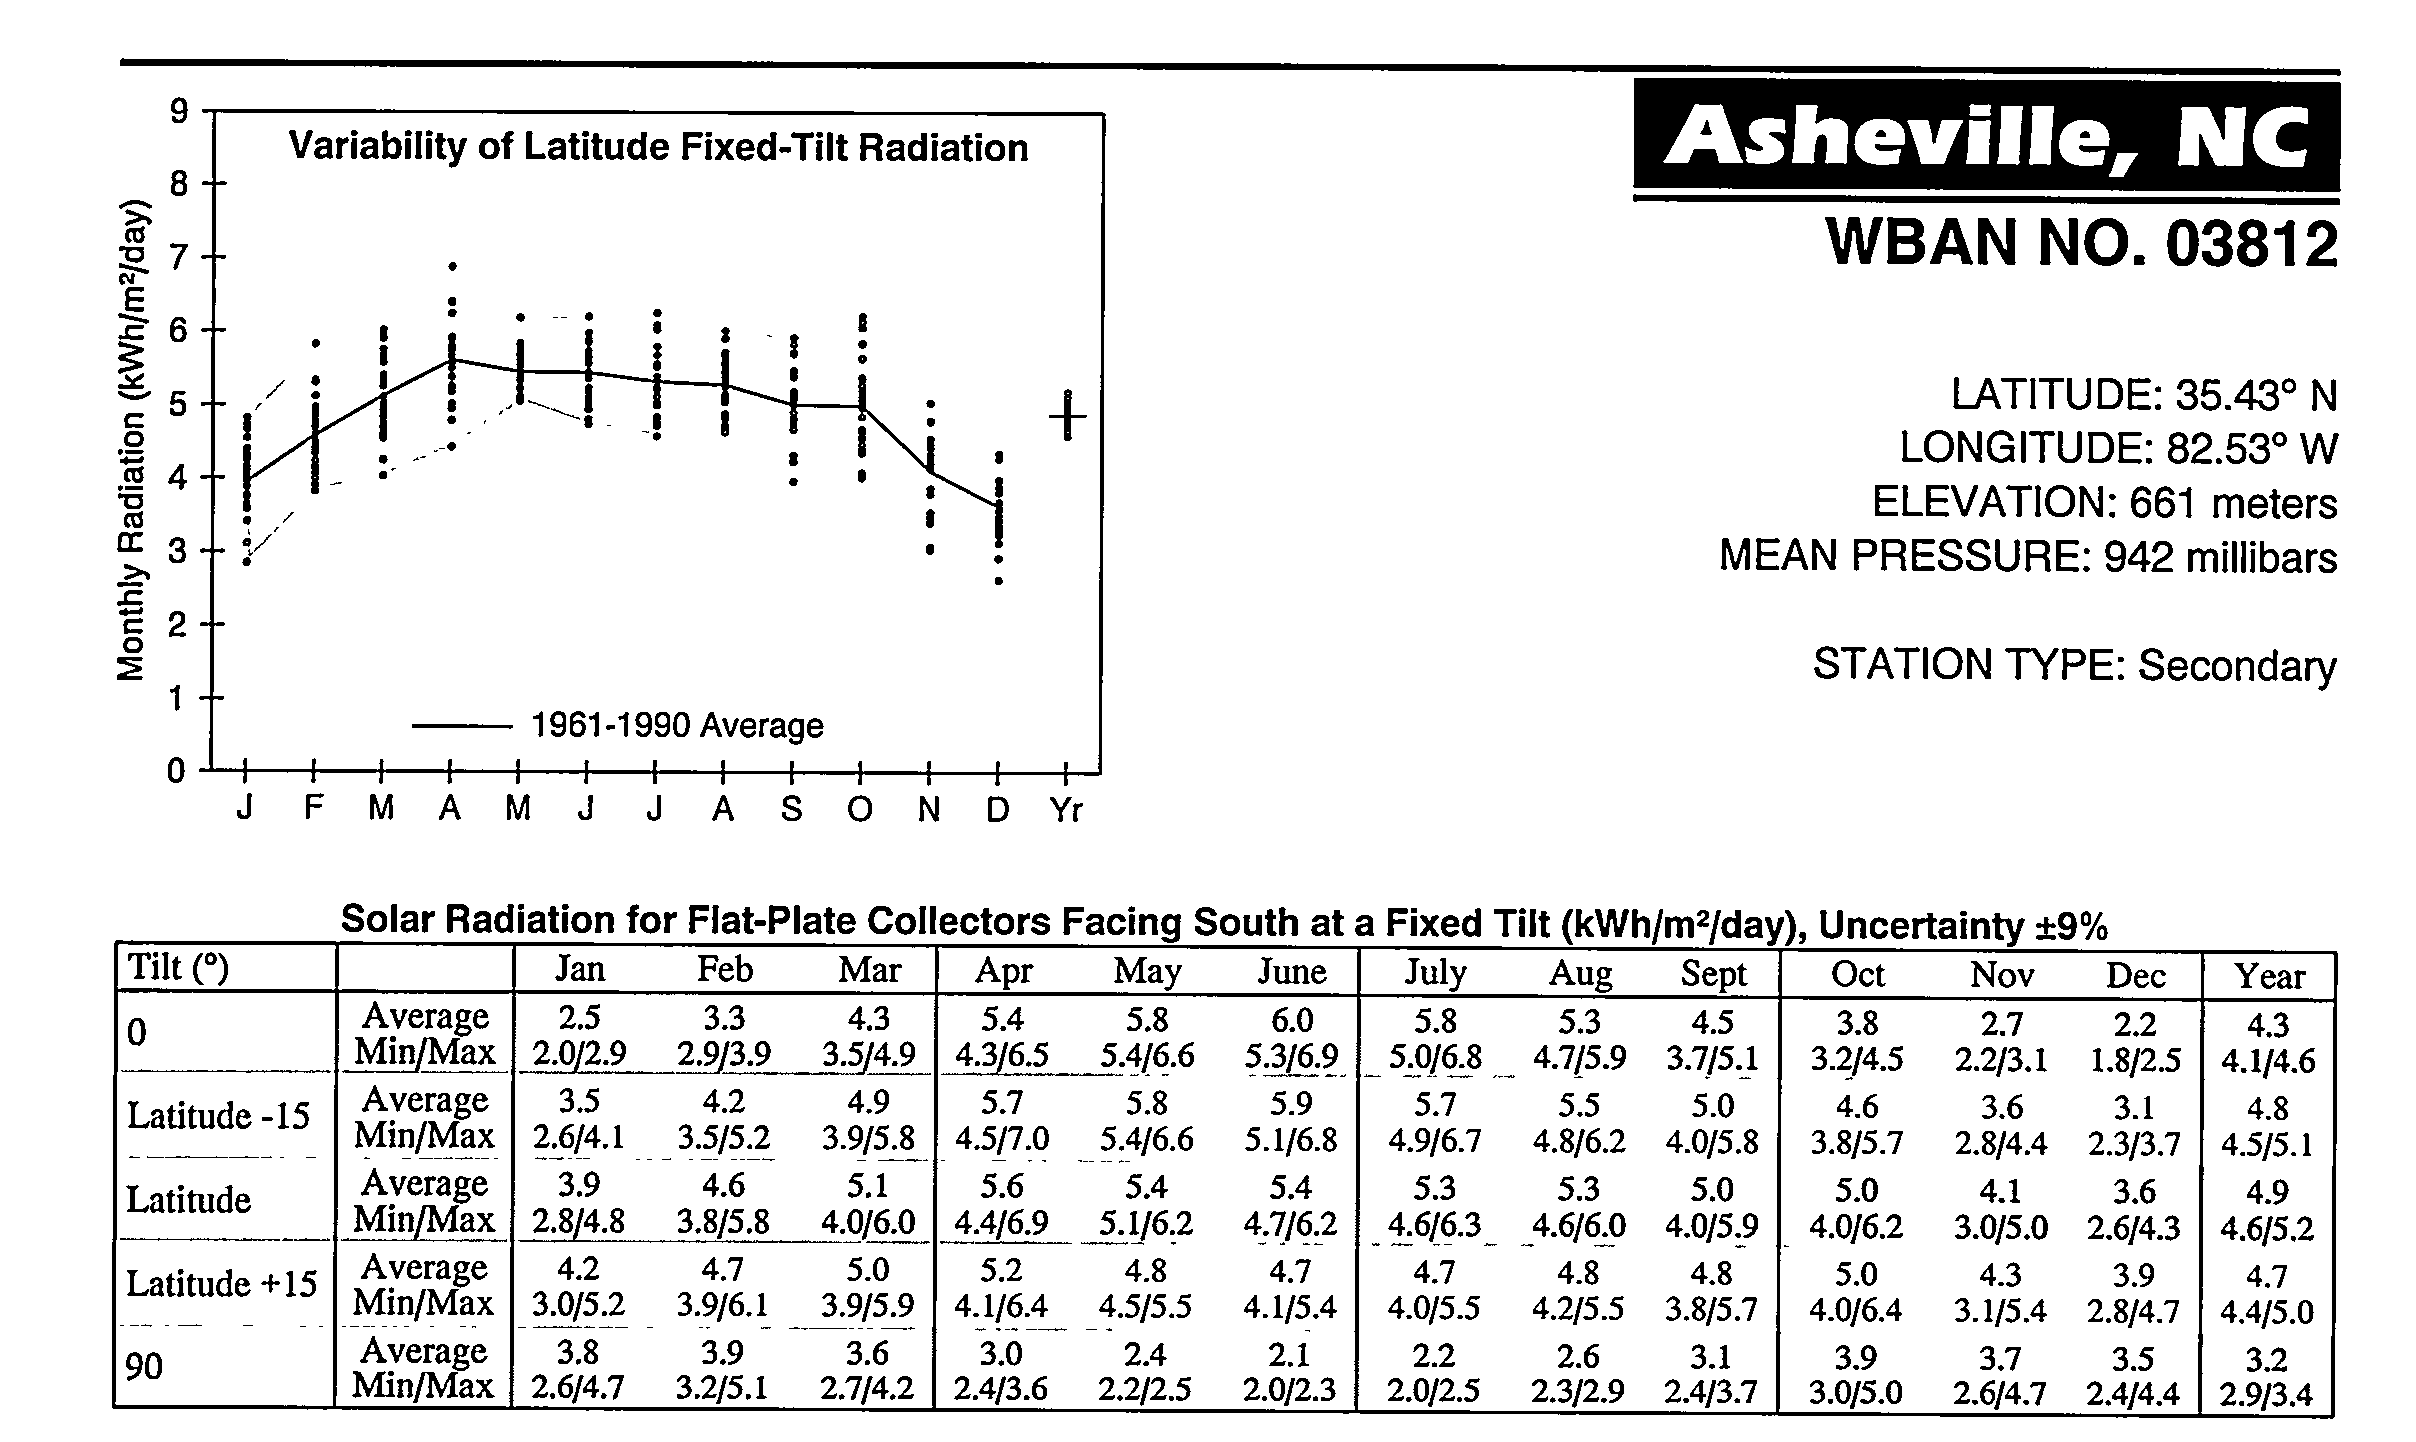 Asheville, NC
WBAN NO. 03812
LATITUDE: 35.43° N
LONGITUDE: 82.53° W
ELEVATION: 661 meters
MEAN PRESSURE: 942 millibars
STATION TYPE: Secondary
Variability of Latitude Fixed-Tilt Radiation
Monthly Radiation (kWh/m²/day)
9
8
7
6
5
4
3
2
1
0
1961-1990 Average
J F M A M J J A S O N D Yr
Solar Radiation for Flat-Plate Collectors Facing South at a Fixed Tilt (kWh/m²/day), Uncertainty ±9%
Tilt (°) Jan Feb Mar Apr May June July Aug Sept Oct Nov Dec Year
0 Average 2.5 3.3 4.3 5.4 5.8 6.0 5.8 5.3 4.5 3.8 2.7 2.2 4.3
Min/Max 2.0/2.9 2.9/3.9 3.5/4.9 4.3/6.5 5.4/6.6 5.3/6.9 5.0/6.8 4.7/5.9 3.7/5.1 3.2/4.5 2.2/3.1 1.8/2.5 4.1/4.6
Latitude -15 Average 3.5 4.2 4.9 5.7 5.8 5.9 5.7 5.5 5.0 4.6 3.6 3.1 4.8
Min/Max 2.6/4.1 3.5/5.2 3.9/5.8 4.5/7.0 5.4/6.6 5.1/6.8 4.9/6.7 4.8/6.2 4.0/5.8 3.8/5.7 2.8/4.4 2.3/3.7 4.5/5.1
Latitude Average 3.9 4.6 5.1 5.6 5.4 5.4 5.3 5.3 5.0 5.0 4.1 3.6 4.9
Min/Max 2.8/4.8 3.8/5.8 4.0/6.0 4.4/6.9 5.1/6.2 4.7/6.2 4.6/6.3 4.6/6.0 4.0/5.9 4.0/6.2 3.0/5.0 2.6/4.3 4.6/5.2
Latitude +15 Average 4.2 4.7 5.0 5.2 4.8 4.7 4.7 4.8 4.8 5.0 4.3 3.9 4.7
Min/Max 3.0/5.2 3.9/6.1 3.9/5.9 4.1/6.4 4.5/5.5 4.1/5.4 4.0/5.5 4.2/5.5 3.8/5.7 4.0/6.4 3.1/5.4 2.8/4.7 4.4/5.0
90 Average 3.8 3.9 3.6 3.0 2.4 2.1 2.2 2.6 3.1 3.9 3.7 3.5 3.2
Min/Max 2.6/4.7 3.2/5.1 2.7/4.2 2.4/3.6 2.2/2.5 2.0/2.3 2.0/2.5 2.3/2.9 2.4/3.7 3.0/5.0 2.6/4.7 2.4/4.4 2.9/3.4